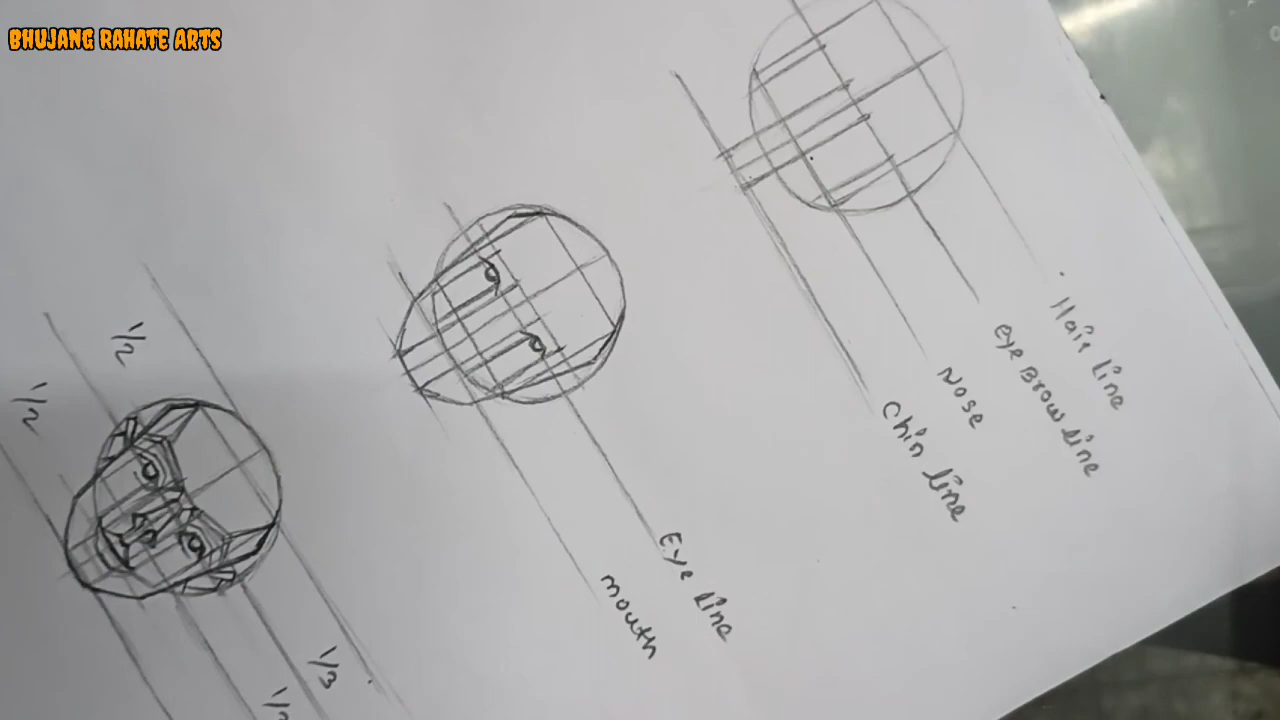 BHUJANG RAHATE ARTS
Hair line
Eye Brow line
Nose
Chin line
Eye line
mouth
1/2
1/2
1/3